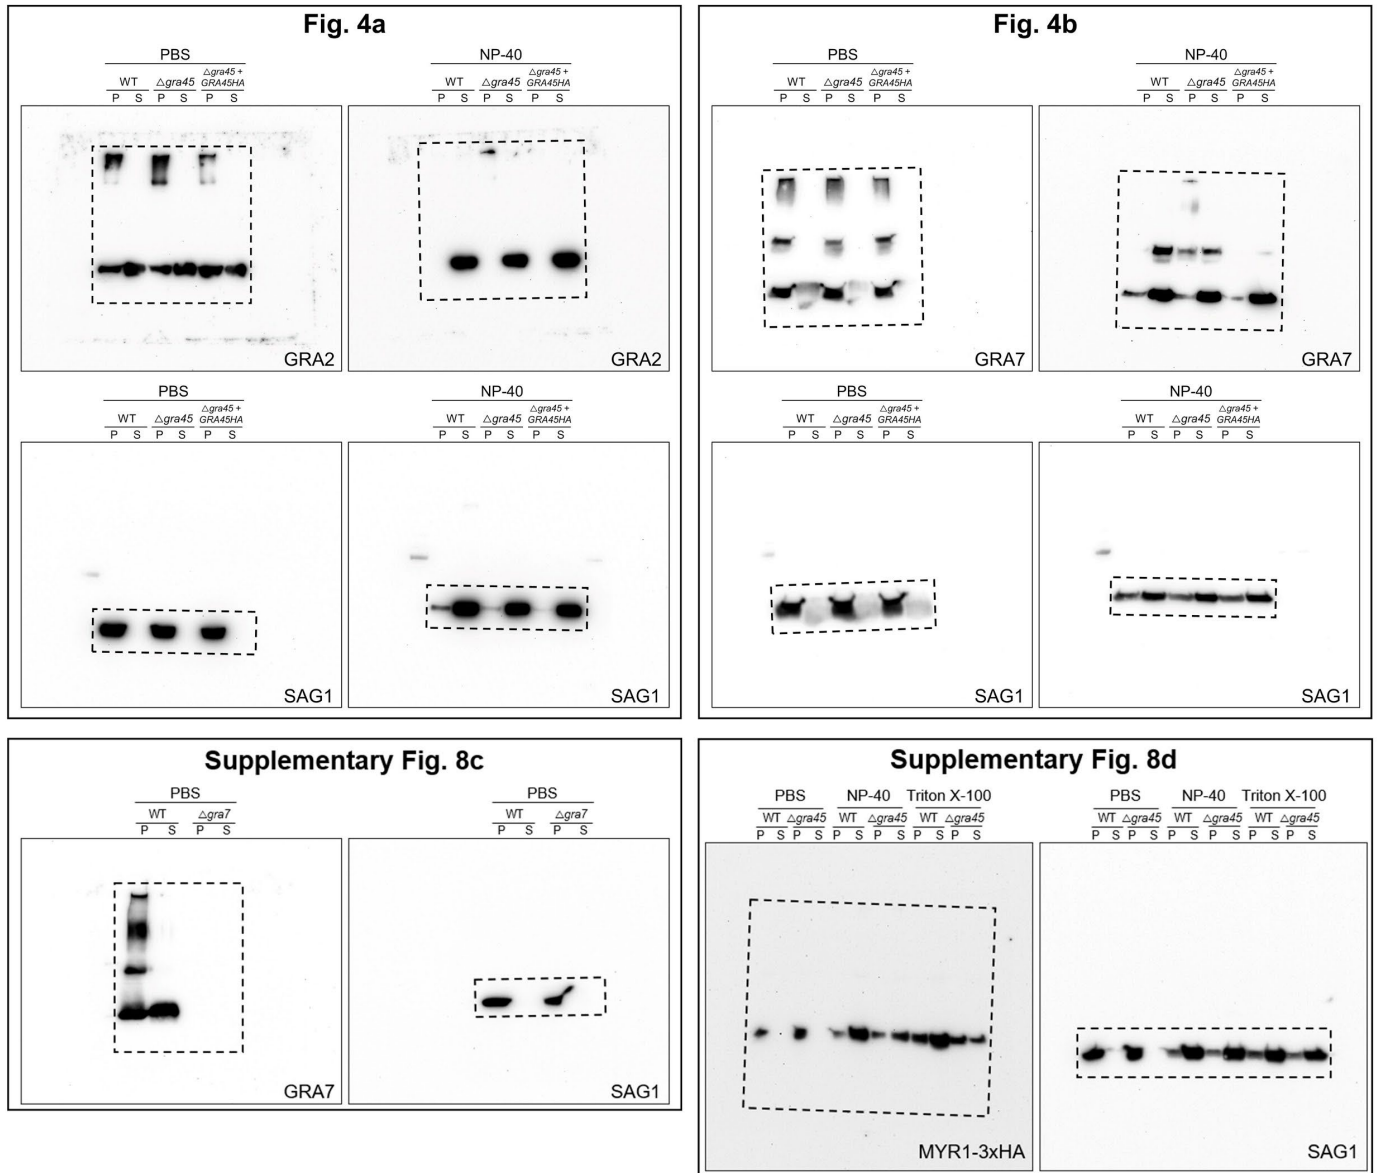 Fig. 4a
PBS
WT △gra45 △gra45 + GRA45HA
P S P S P S
GRA2
NP-40
WT △gra45 △gra45 + GRA45HA
P S P S P S
GRA2
PBS
WT △gra45 △gra45 + GRA45HA
P S P S P S
SAG1
NP-40
WT △gra45 △gra45 + GRA45HA
P S P S P S
SAG1
Fig. 4b
PBS
WT △gra45 △gra45 + GRA45HA
P S P S P S
GRA7
NP-40
WT △gra45 △gra45 + GRA45HA
P S P S P S
GRA7
PBS
WT △gra45 △gra45 + GRA45HA
P S P S P S
SAG1
NP-40
WT △gra45 △gra45 + GRA45HA
P S P S P S
SAG1
Supplementary Fig. 8c
PBS
WT △gra7
P S P S
GRA7
PBS
WT △gra7
P S P S
SAG1
Supplementary Fig. 8d
PBS NP-40 Triton X-100
WT △gra45 WT △gra45 WT △gra45
P S P S P S P S P S P S
MYR1-3xHA
PBS NP-40 Triton X-100
WT △gra45 WT △gra45 WT △gra45
P S P S P S P S P S P S
SAG1